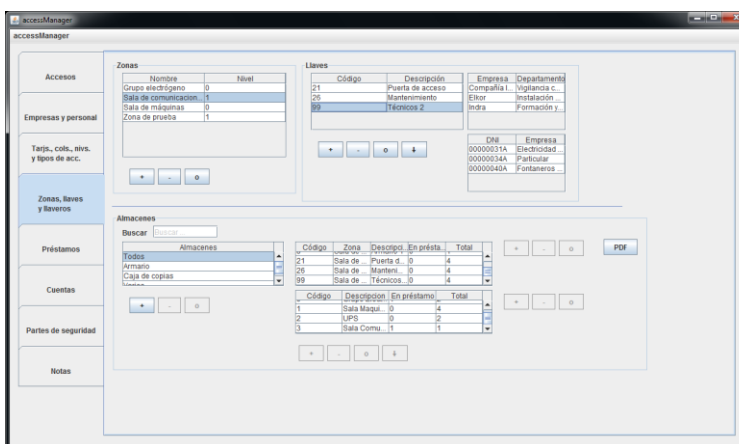 accessManager
accessManager
Accesos
Empresas y personal
Tarjs., cols., nivs.
y tipos de acc.
Zonas, llaves
y llaveros
Préstamos
Cuentas
Partes de seguridad
Notas
Zonas
Nombre Nivel
Grupo electrógeno 0
Sala de comunicacion... 1
Sala de máquinas 0
Zona de prueba 1
+ - o
Llaves
Código Descripción
21 Puerta de acceso
26 Mantenimiento
99 Técnicos 2
+ - o ↓
Empresa Departamento
Compañía I... Vigilancia c...
Elkor Instalación ...
Indra Formación y...
DNI Empresa
00000031A Electricidad ...
00000034A Particular
00000040A Fontaneros ...
Almacenes
Buscar Buscar...
Almacenes
Todos
Armario
Caja de copias
+ - o
Código Zona Descripci... En présta... Total
21 Sala de ... Puerta d... 0 4
26 Sala de ... Manteni... 0 4
99 Sala de ... Técnicos... 0 4
+ - o
PDF
Código Descripcion En préstamo Total
1 Sala Maqui... 0 4
2 UPS 0 2
3 Sala Comu... 1 1
+ - o
+ - o ↓